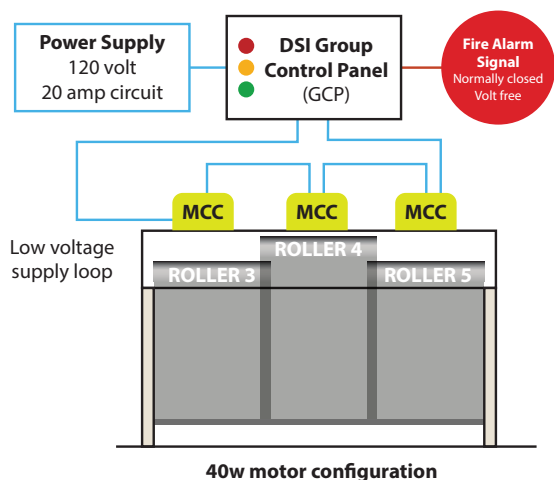 Power Supply
120 volt
20 amp circuit
DSI Group
Control Panel
(GCP)
Fire Alarm
Signal
Normally closed
Volt free
MCC
MCC
MCC
Low voltage
supply loop
ROLLER 3
ROLLER 4
ROLLER 5
40w motor configuration